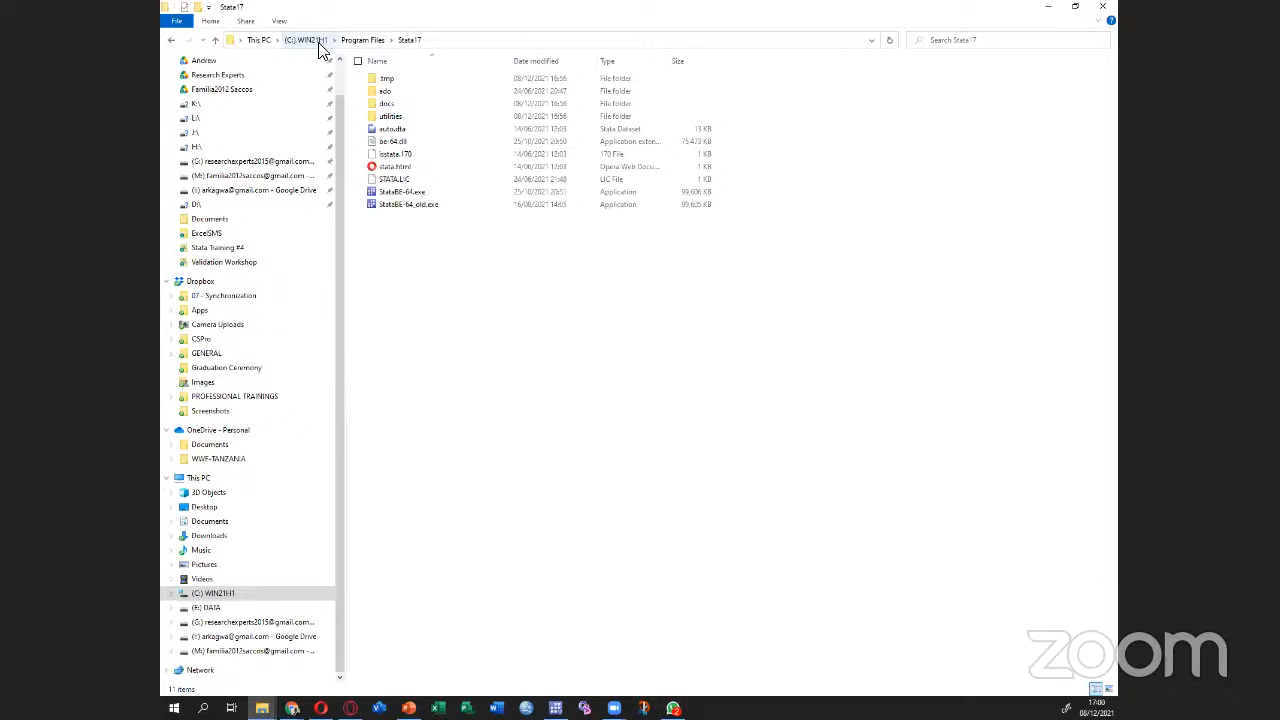 Stata17
File Home Share View
This PC (C:) WIN21H1 Program Files Stata17
Search Stata17
Name Date modified Type Size
Andrew
Research Experts
Familia2012 Saccos
K:\
L:\
J:\
H:\
(G:) researchexperts2015@gmail.com...
(M:) familia2012saccos@gmail.com -...
(I:) arkagwa@gmail.com - Google Drive
D:\
Documents
ExcelSMS
Stata Training #4
Validation Workshop
Dropbox
07 - Synchronization
Apps
Camera Uploads
CSPro
GENERAL
Graduation Ceremony
Images
PROFESSIONAL TRAININGS
Screenshots
OneDrive - Personal
Documents
WWF-TANZANIA
This PC
3D Objects
Desktop
Documents
Downloads
Music
Pictures
Videos
(C:) WIN21H1
(E:) DATA
(G:) researchexperts2015@gmail.com...
(I:) arkagwa@gmail.com - Google Drive
(M:) familia2012saccos@gmail.com -...
Network
.tmp 08/12/2021 16:56 File folder
ado 24/06/2021 20:47 File folder
docs 08/12/2021 16:56 File folder
utilities 08/12/2021 16:56 File folder
auto.dta 14/06/2021 12:03 Stata Dataset 13 KB
be-64.dll 25/10/2021 20:50 Application exten... 75,473 KB
isstata.170 14/06/2021 12:03 170 File 1 KB
stata.html 14/06/2021 12:03 Opera Web Docu... 1 KB
STATA.LIC 24/06/2021 21:48 LIC File 1 KB
StataBE-64.exe 25/10/2021 20:51 Application 99,606 KB
StataBE-64_old.exe 16/08/2021 14:05 Application 99,605 KB
11 items
zoom
17:00
08/12/2021